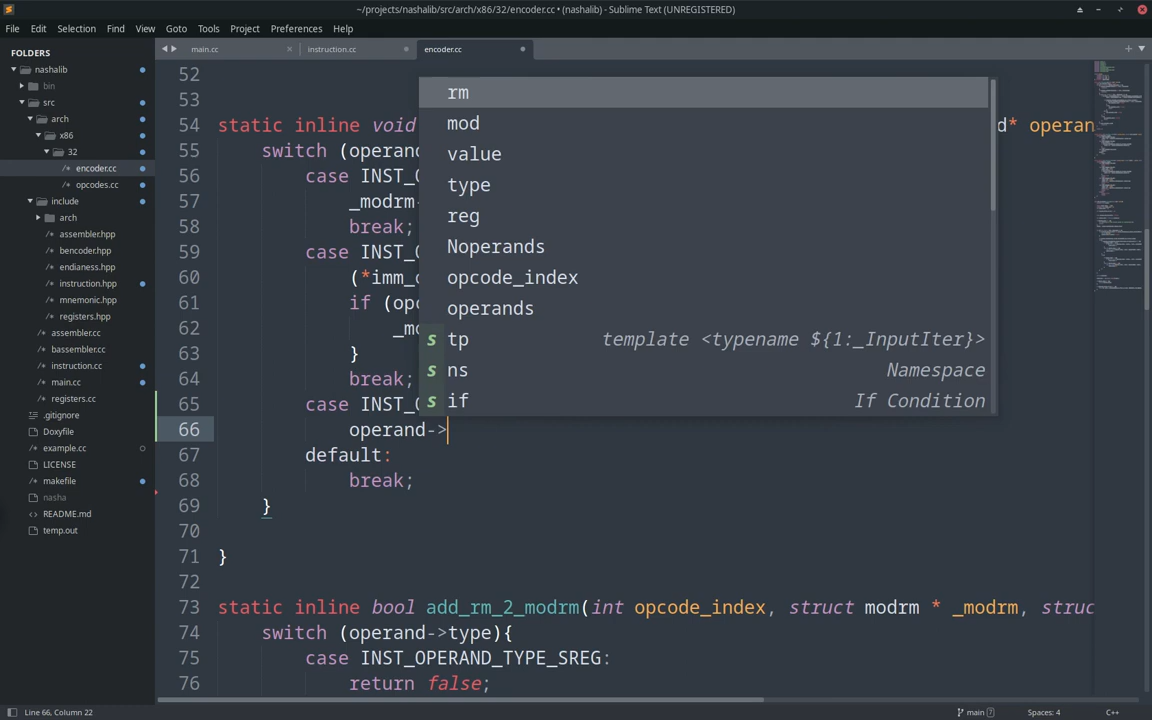 ~/projects/nashalib/src/arch/x86/32/encoder.cc • (nashalib) - Sublime Text (UNREGISTERED)
File Edit Selection Find View Goto Tools Project Preferences Help
FOLDERS
nashalib
bin
src
arch
x86
32
encoder.cc
opcodes.cc
include
arch
assembler.hpp
bencoder.hpp
endianess.hpp
instruction.hpp
mnemonic.hpp
registers.hpp
assembler.cc
bassembler.cc
instruction.cc
main.cc
registers.cc
.gitignore
Doxyfile
example.cc
LICENSE
makefile
nasha
README.md
temp.out
main.cc instruction.cc encoder.cc
52
53
54 static inline void d* operan
55 switch (operand
56 case INST_O
57 _modrm-
58 break;
59 case INST_O
60 (*imm_c
61 if (opc
62 _mo
63 }
64 break;
65 case INST_O
66 operand->
67 default:
68 break;
69 }
70
71 }
72
73 static inline bool add_rm_2_modrm(int opcode_index, struct modrm * _modrm, struc
74 switch (operand->type){
75 case INST_OPERAND_TYPE_SREG:
76 return false;
rm
mod
value
type
reg
Noperands
opcode_index
operands
s tp template <typename ${1:_InputIter}>
s ns Namespace
s if If Condition
Line 66, Column 22 main 7 Spaces: 4 C++